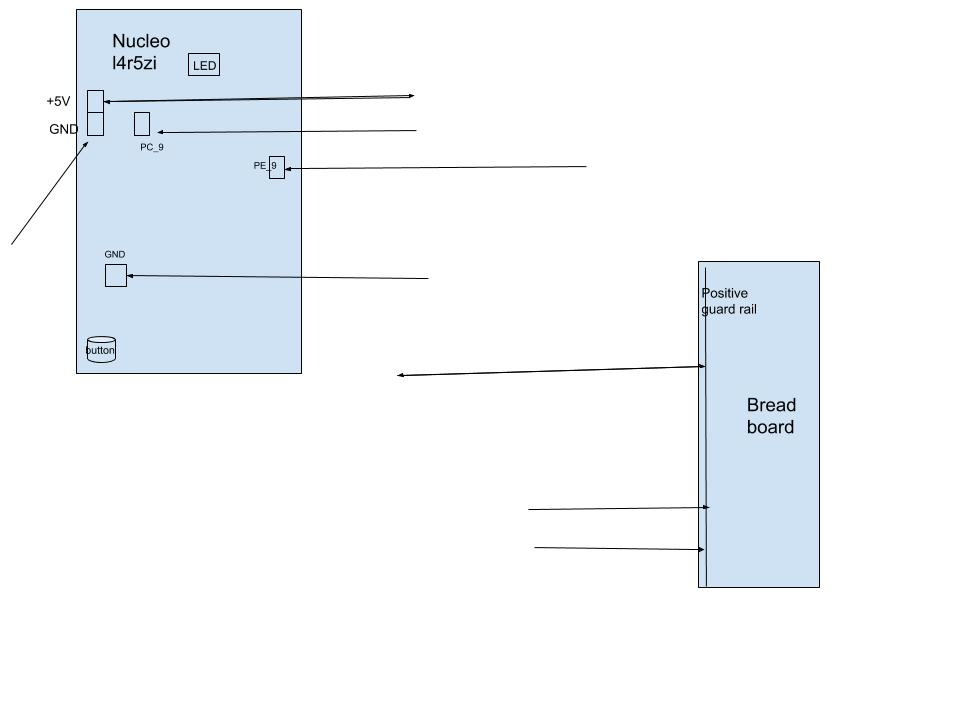 Nucleo
l4r5zi
LED
+5V
GND
PC_9
PE_9
GND
button
Positive
guard rail
Bread
board